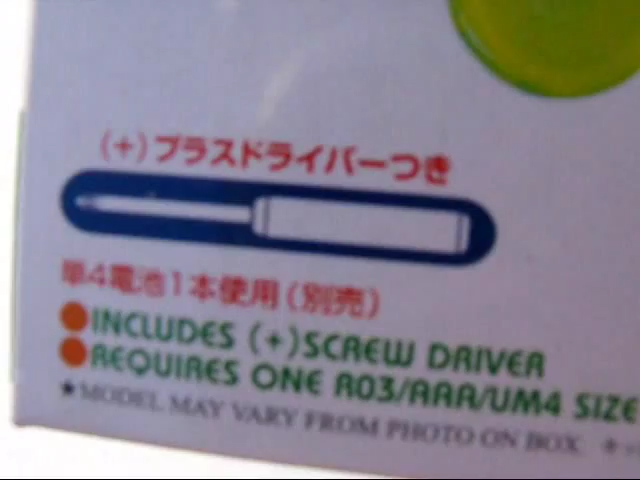 (+)プラスドライバーつき
単4電池1本使用(別売)
●INCLUDES (+)SCREW DRIVER
●REQUIRES ONE R03/AAA/UM4 SIZE
★MODEL MAY VARY FROM PHOTO ON BOX